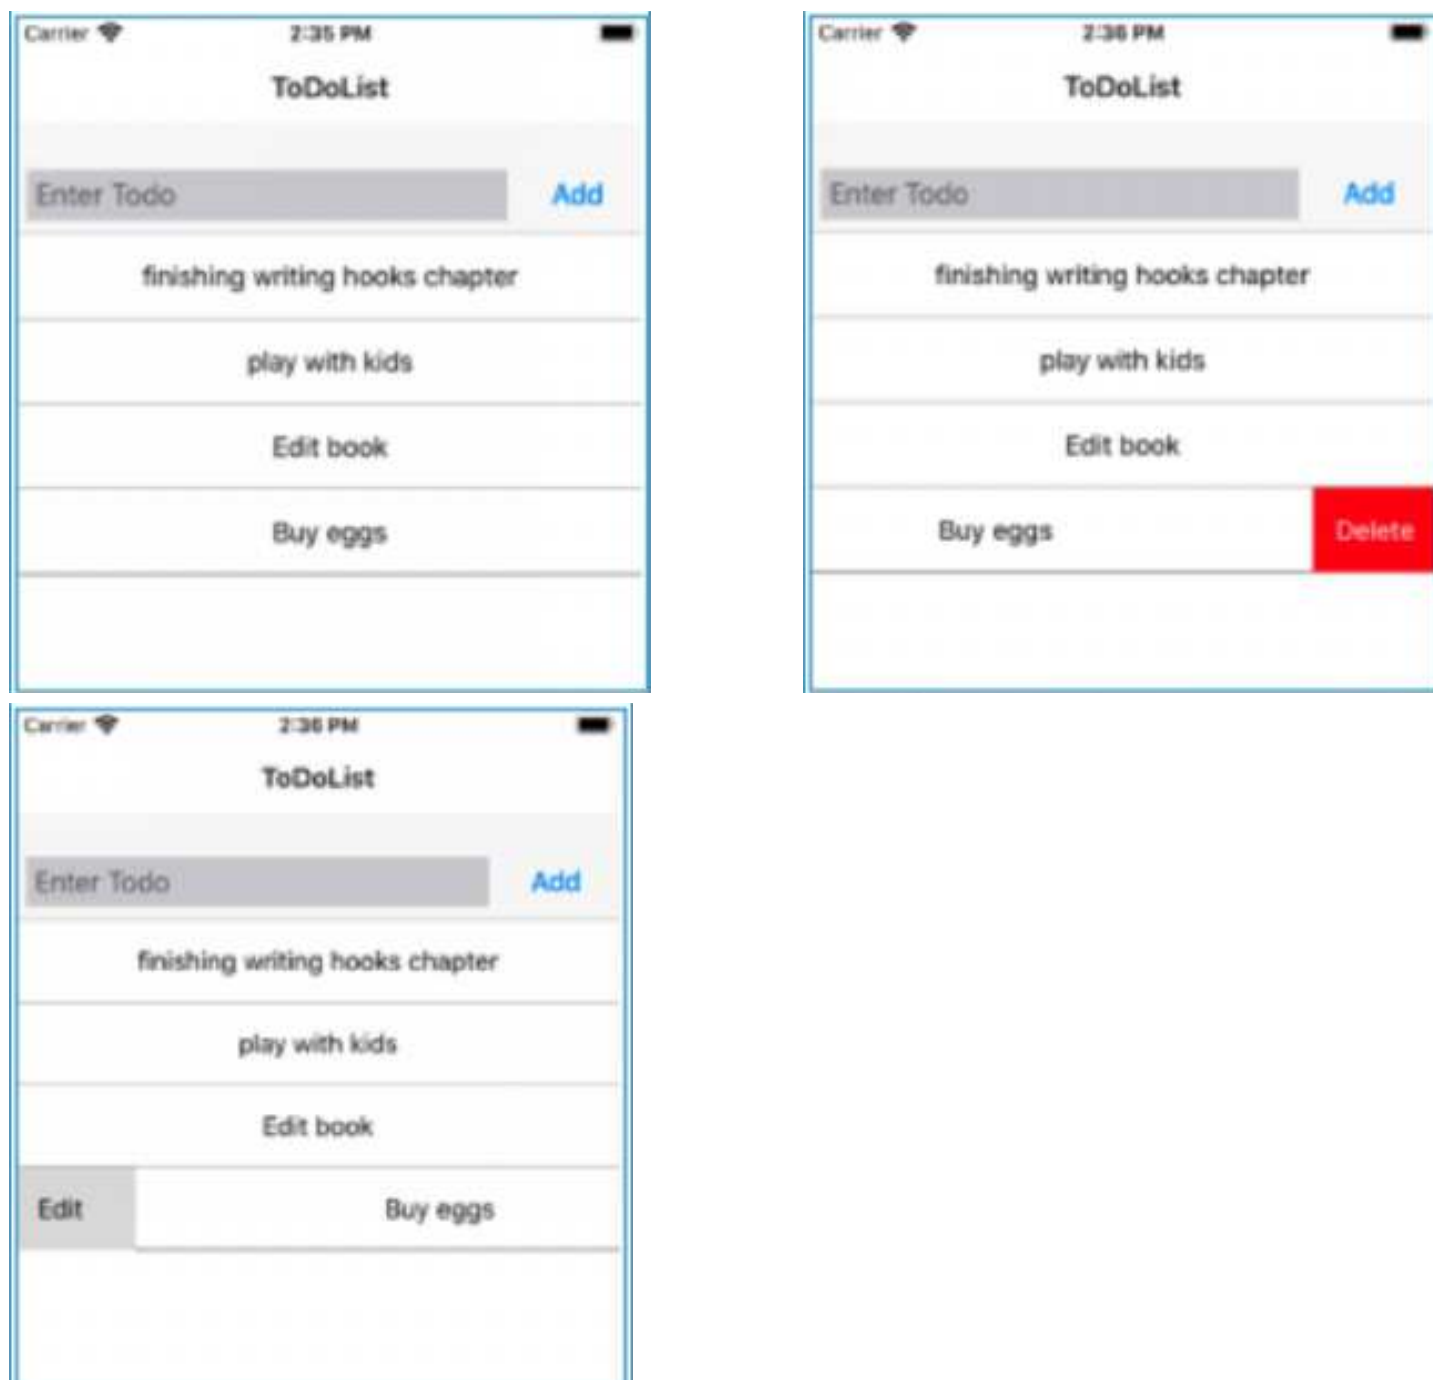 Carrier 2:35 PM
ToDoList
Enter Todo Add
finishing writing hooks chapter
play with kids
Edit book
Buy eggs
Carrier 2:36 PM
ToDoList
Enter Todo Add
finishing writing hooks chapter
play with kids
Edit book
Buy eggs Delete
Carrier 2:36 PM
ToDoList
Enter Todo Add
finishing writing hooks chapter
play with kids
Edit book
Edit Buy eggs